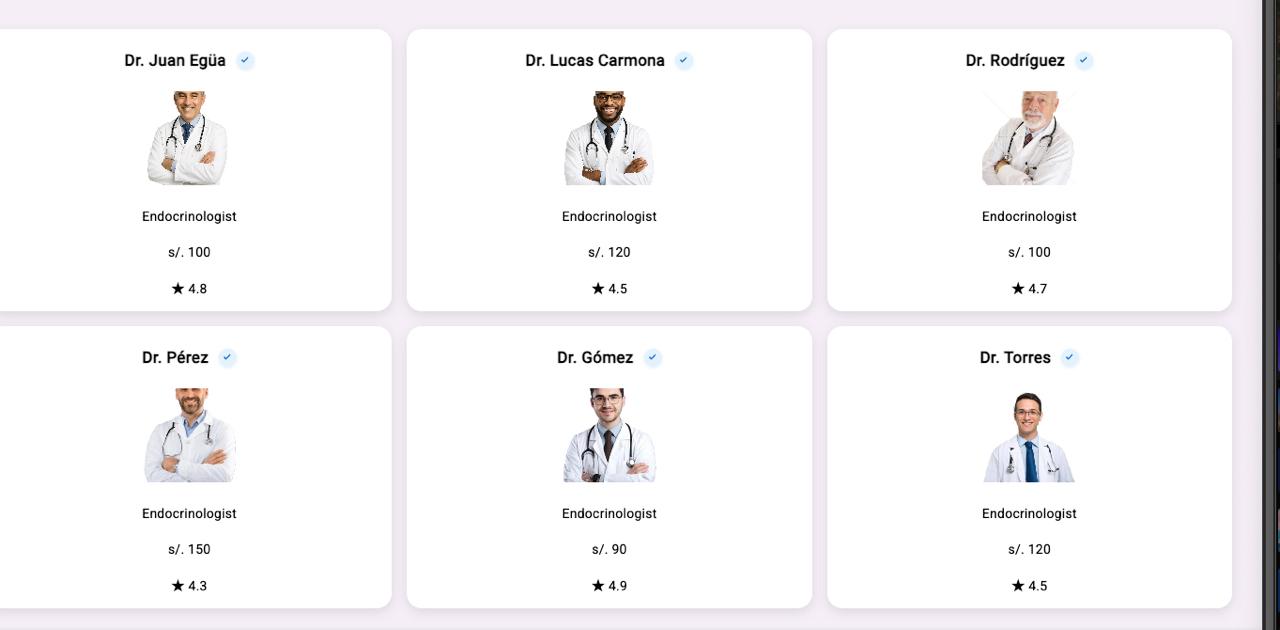 Dr. Juan Egüa
Dr. Lucas Carmona
Dr. Rodríguez
Endocrinologist
Endocrinologist
Endocrinologist
s/. 100
s/. 120
s/. 100
★ 4.8
★ 4.5
★ 4.7
Dr. Pérez
Dr. Gómez
Dr. Torres
Endocrinologist
Endocrinologist
Endocrinologist
s/. 150
s/. 90
s/. 120
★ 4.3
★ 4.9
★ 4.5